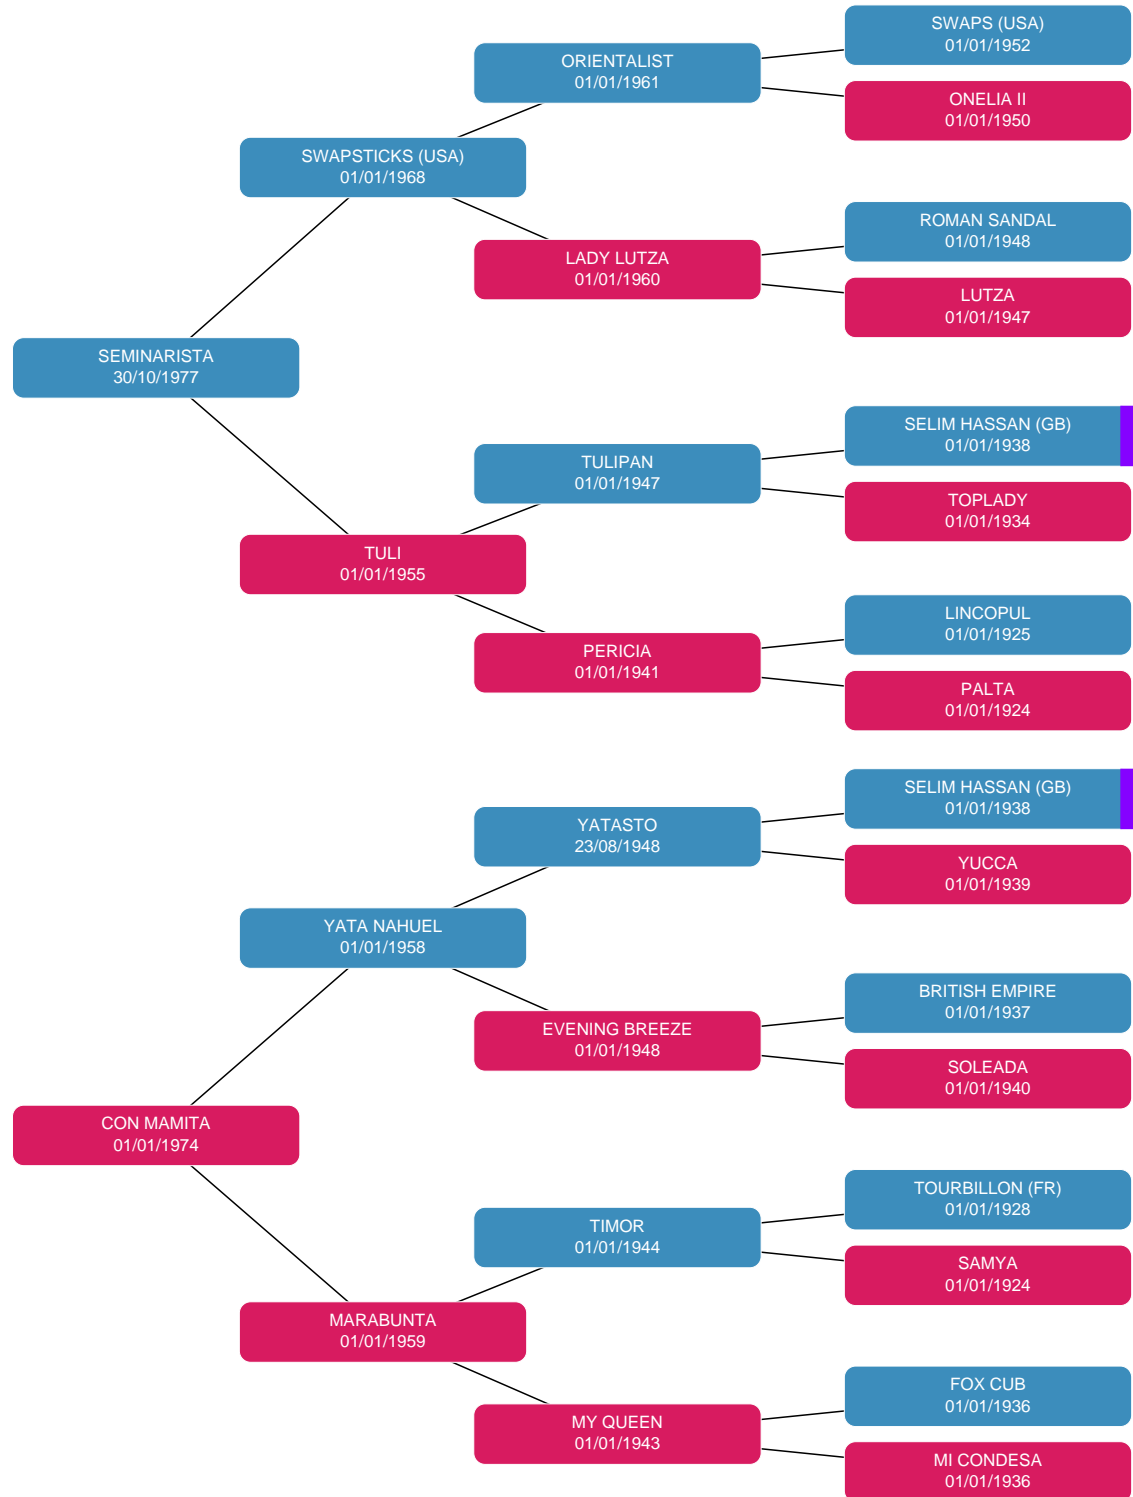 SWAPS (USA)
01/01/1952
ORIENTALIST
01/01/1961
ONELIA II
01/01/1950
SWAPSTICKS (USA)
01/01/1968
ROMAN SANDAL
01/01/1948
LADY LUTZA
01/01/1960
LUTZA
01/01/1947
SEMINARISTA
30/10/1977
SELIM HASSAN (GB)
01/01/1938
TULIPAN
01/01/1947
TOPLADY
01/01/1934
TULI
01/01/1955
LINCOPUL
01/01/1925
PERICIA
01/01/1941
PALTA
01/01/1924
SELIM HASSAN (GB)
01/01/1938
YATASTO
23/08/1948
YUCCA
01/01/1939
YATA NAHUEL
01/01/1958
BRITISH EMPIRE
01/01/1937
EVENING BREEZE
01/01/1948
SOLEADA
01/01/1940
CON MAMITA
01/01/1974
TOURBILLON (FR)
01/01/1928
TIMOR
01/01/1944
SAMYA
01/01/1924
MARABUNTA
01/01/1959
FOX CUB
01/01/1936
MY QUEEN
01/01/1943
MI CONDESA
01/01/1936